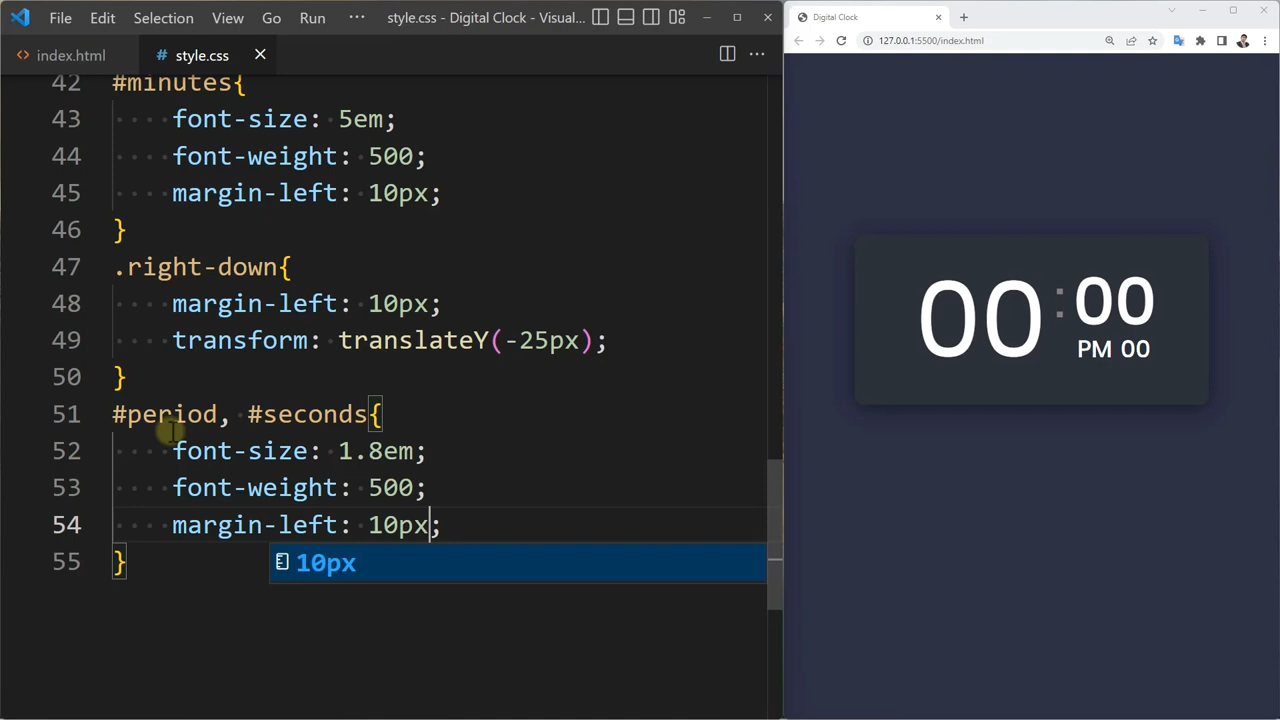 File Edit Selection View Go Run ··· style.css - Digital Clock - Visual...
index.html # style.css
42 #minutes{
43 font-size: 5em;
44 font-weight: 500;
45 margin-left: 10px;
46 }
47 .right-down{
48 margin-left: 10px;
49 transform: translateY(-25px);
50 }
51 #period, #seconds{
52 font-size: 1.8em;
53 font-weight: 500;
54 margin-left: 10px;
10px
55 }
Digital Clock
127.0.0.1:5500/index.html
00:00
PM 00